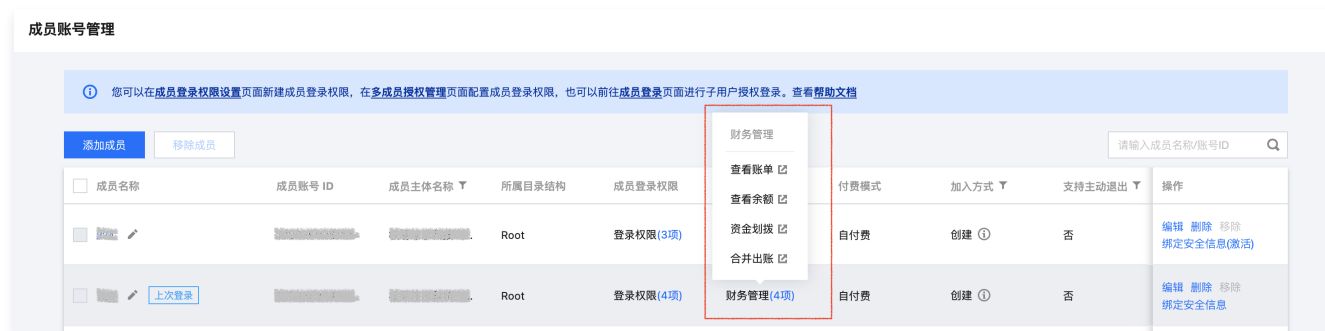 成员账号管理
您可以在成员登录权限设置页面新建成员登录权限，在多成员授权管理页面配置成员登录权限，也可以前往成员登录页面进行子用户授权登录。查看帮助文档
添加成员 移除成员 请输入成员名称/账号ID
财务管理
查看账单
查看余额
资金划拨
合并出账
成员名称 成员账号 ID 成员主体名称 所属目录结构 成员登录权限 付费模式 加入方式 支持主动退出 操作
Root 登录权限(3项) 自付费 创建 否 编辑 删除 移除
绑定安全信息(激活)
上次登录 Root 登录权限(4项) 财务管理(4项) 自付费 创建 否 编辑 删除 移除
绑定安全信息